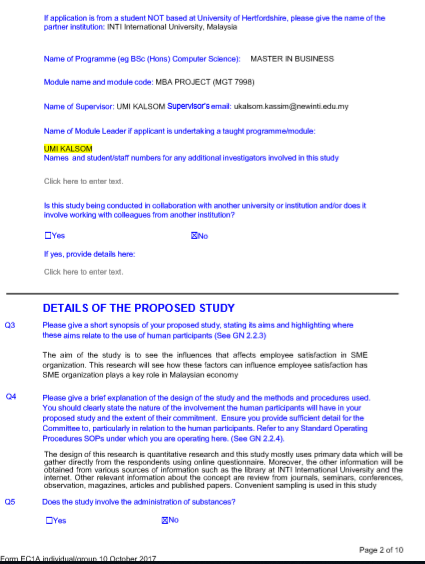 If application is from a student NOT based at University of Hertfordshire, please give the name of the
partner institution: INTI International University, Malaysia
Name of Programme (eg BSc (Hons) Computer Science): MASTER IN BUSINESS
Module name and module code: MBA PROJECT (MGT 7998)
Name of Supervisor: UMI KALSOM Supervisor's email: ukalsom.kassim@newinti.edu.my
Name of Module Leader if applicant is undertaking a taught programme/module:
UMI KALSOM
Names and student/staff numbers for any additional investigators involved in this study
Click here to enter text.
Is this study being conducted in collaboration with another university or institution and/or does it
involve working with colleagues from another institution?
☐Yes ☒No
If yes, provide details here:
Click here to enter text.
DETAILS OF THE PROPOSED STUDY
Q3 Please give a short synopsis of your proposed study, stating its aims and highlighting where
these aims relate to the use of human participants (See GN 2.2.3)
The aim of the study is to see the influences that affects employee satisfaction in SME
organization. This research will see how these factors can influence employee satisfaction has
SME organization plays a key role in Malaysian economy
Q4 Please give a brief explanation of the design of the study and the methods and procedures used.
You should clearly state the nature of the involvement the human participants will have in your
proposed study and the extent of their commitment. Ensure you provide sufficient detail for the
Committee to, particularly in relation to the human participants. Refer to any Standard Operating
Procedures SOPs under which you are operating here. (See GN 2.2.4).
The design of this research is quantitative research and this study mostly uses primary data which will be
gather directly from the respondents using online questionnaire. Moreover, the other information will be
obtained from various sources of information such as the library at INTI International University and the
internet. Other relevant information about the concept are review from journals, seminars, conferences,
observation, magazines, articles and published papers. Convenient sampling is used in this study
Q5 Does the study involve the administration of substances?
☐Yes ☒No
Page 2 of 10
Form EC1A individual/group 10 October 2017